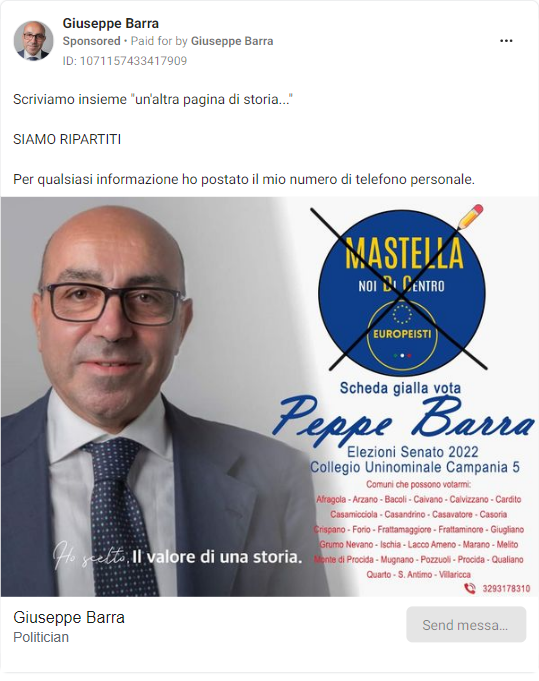 Giuseppe Barra
Sponsored • Paid for by Giuseppe Barra
ID: 1071157433417909
Scriviamo insieme "un'altra pagina di storia..."
SIAMO RIPARTITI
Per qualsiasi informazione ho postato il mio numero di telefono personale.
MASTELLA
NOI DI CENTRO
EUROPEISTI
Scheda gialla vota
Peppe Barra
Elezioni Senato 2022
Collegio Uninominale Campania 5
Comuni che possono votarmi:
Afragola - Arzano - Bacoli - Caivano - Calvizzano - Cardito
Casamicciola - Casandrino - Casavatore - Casoria
Crispano - Forio - Frattamaggiore - Frattaminore - Giugliano
Grumo Nevano - Ischia - Lacco Ameno - Marano - Melito
Monte di Procida - Mugnano - Pozzuoli - Procida - Qualiano
Quarto - S. Antimo - Villaricca
Ho scelto. Il valore di una storia.
3293178310
Giuseppe Barra
Politician
Send messa...